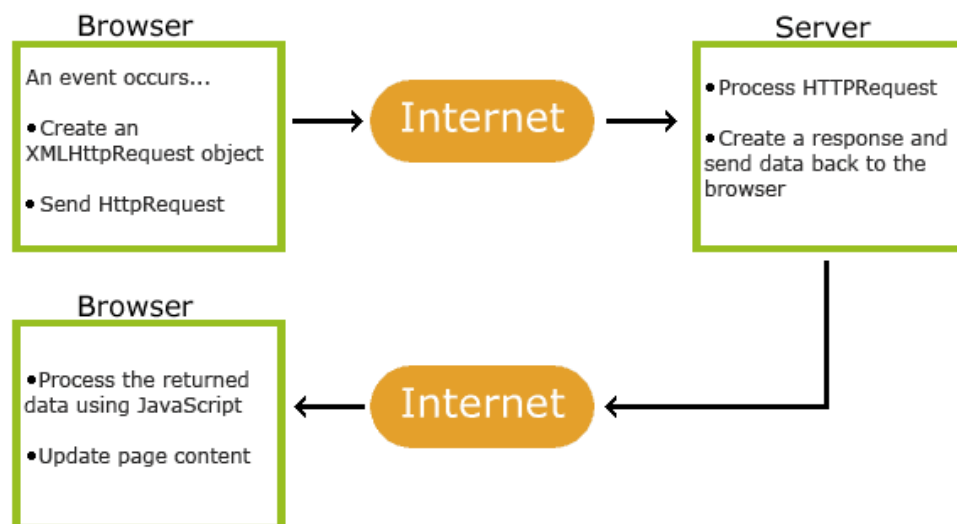 Browser
An event occurs...
•Create an
XMLHttpRequest object
•Send HttpRequest
Internet
Server
•Process HTTPRequest
•Create a response and
send data back to the
browser
Browser
•Process the returned
data using JavaScript
•Update page content
Internet